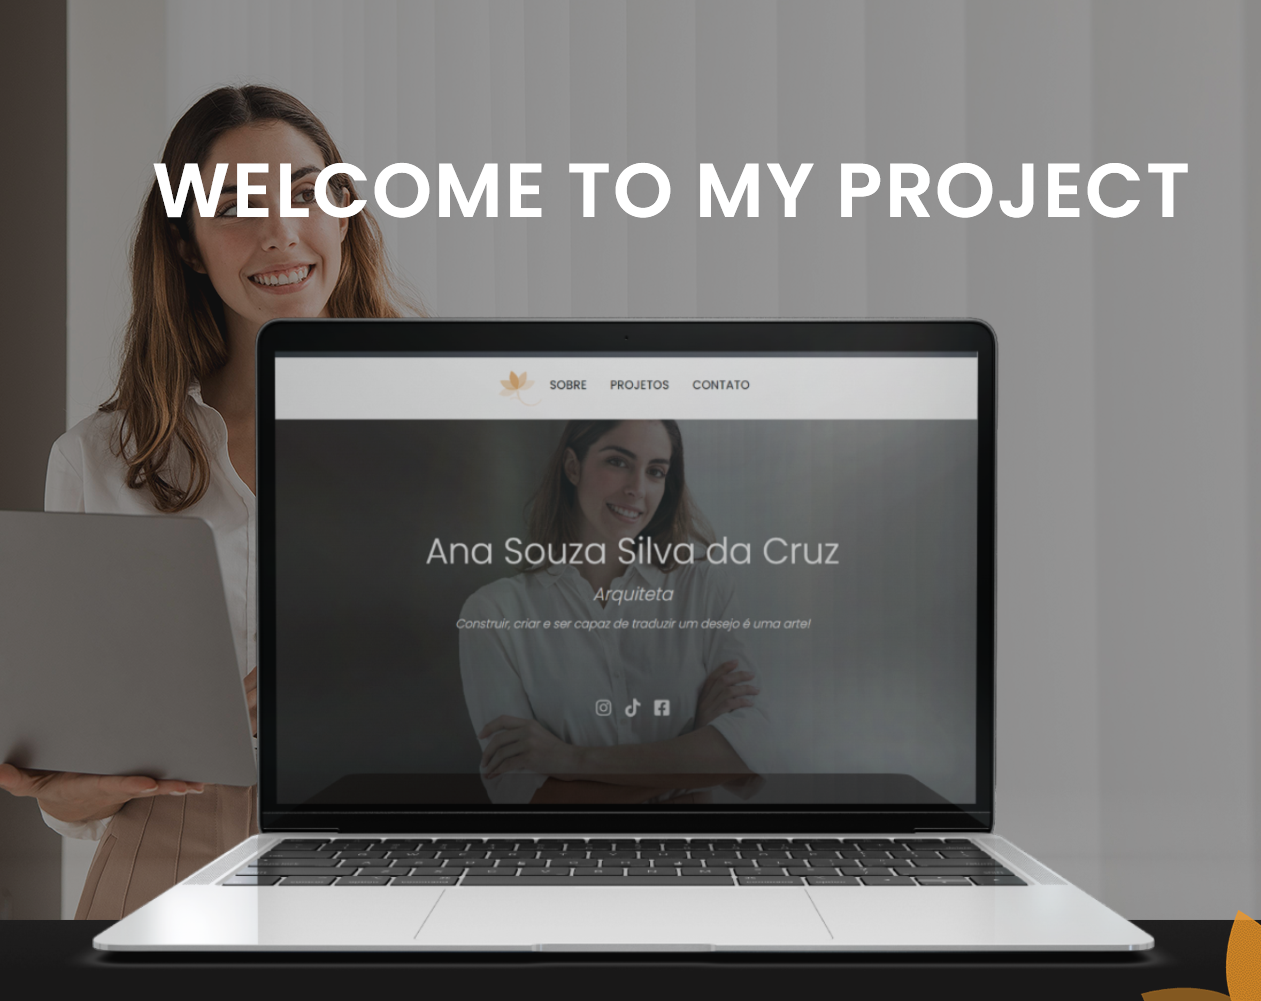 WELCOME TO MY PROJECT
SOBRE PROJETOS CONTATO
Ana Souza Silva da Cruz
Arquiteta
Construir, criar e ser capaz de traduzir um desejo é uma arte!